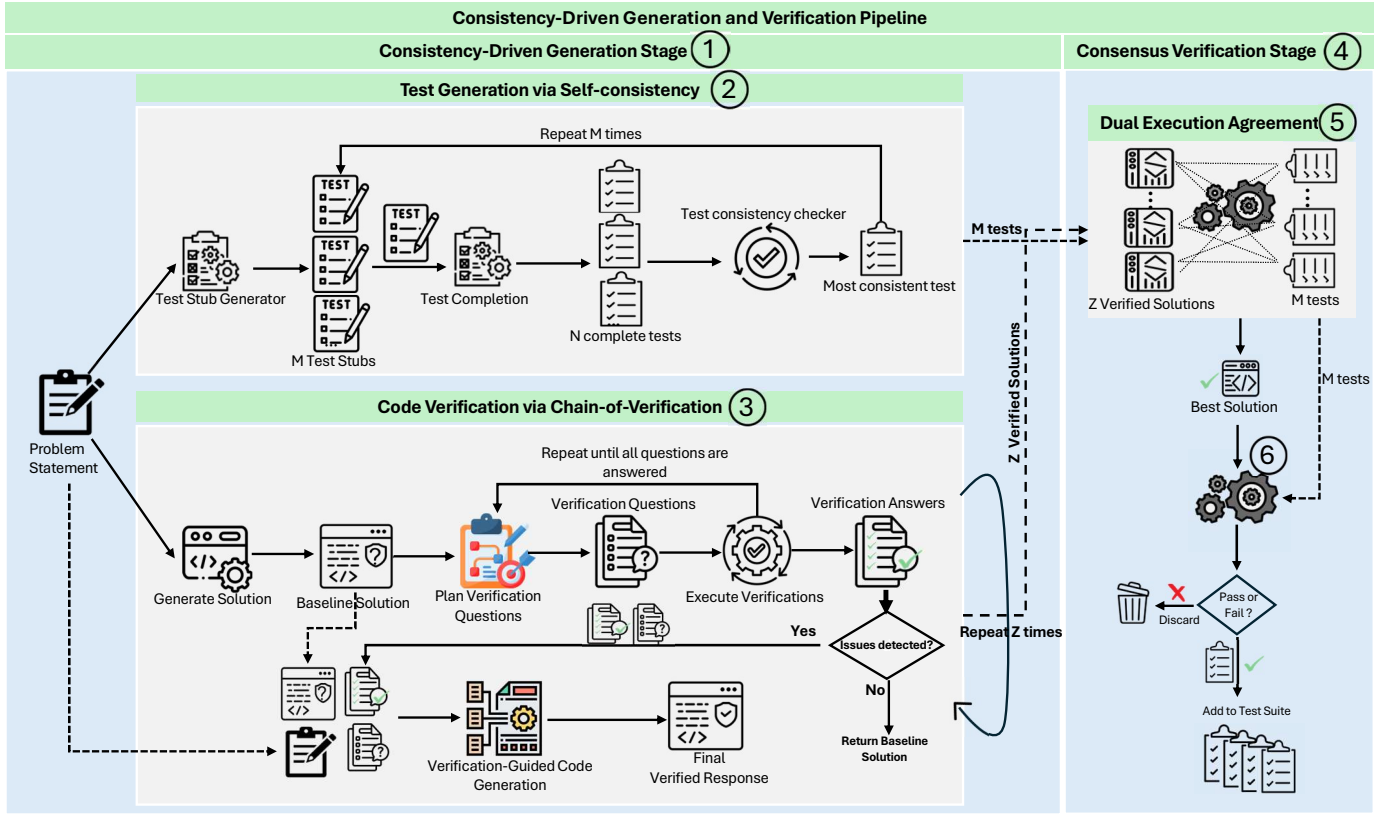 Consistency-Driven Generation and Verification Pipeline
Consistency-Driven Generation Stage 1
Consensus Verification Stage 4
Test Generation via Self-consistency 2
Repeat M times
TEST
TEST
TEST
TEST
Test Stub Generator
M Test Stubs
Test Completion
N complete tests
Test consistency checker
Most consistent test
M tests
Z Verified Solutions
Problem
Statement
Code Verification via Chain-of-Verification 3
Repeat until all questions are
answered
Generate Solution
Baseline Solution
Plan Verification
Questions
Verification Questions
Execute Verifications
Verification Answers
Issues detected?
Yes
No
Return Baseline
Solution
Repeat Z times
Verification-Guided Code
Generation
Final
Verified Response
Dual Execution Agreement 5
Z Verified Solutions
M tests
M tests
Best Solution
6
Pass or
Fail ?
Discard
Add to Test Suite